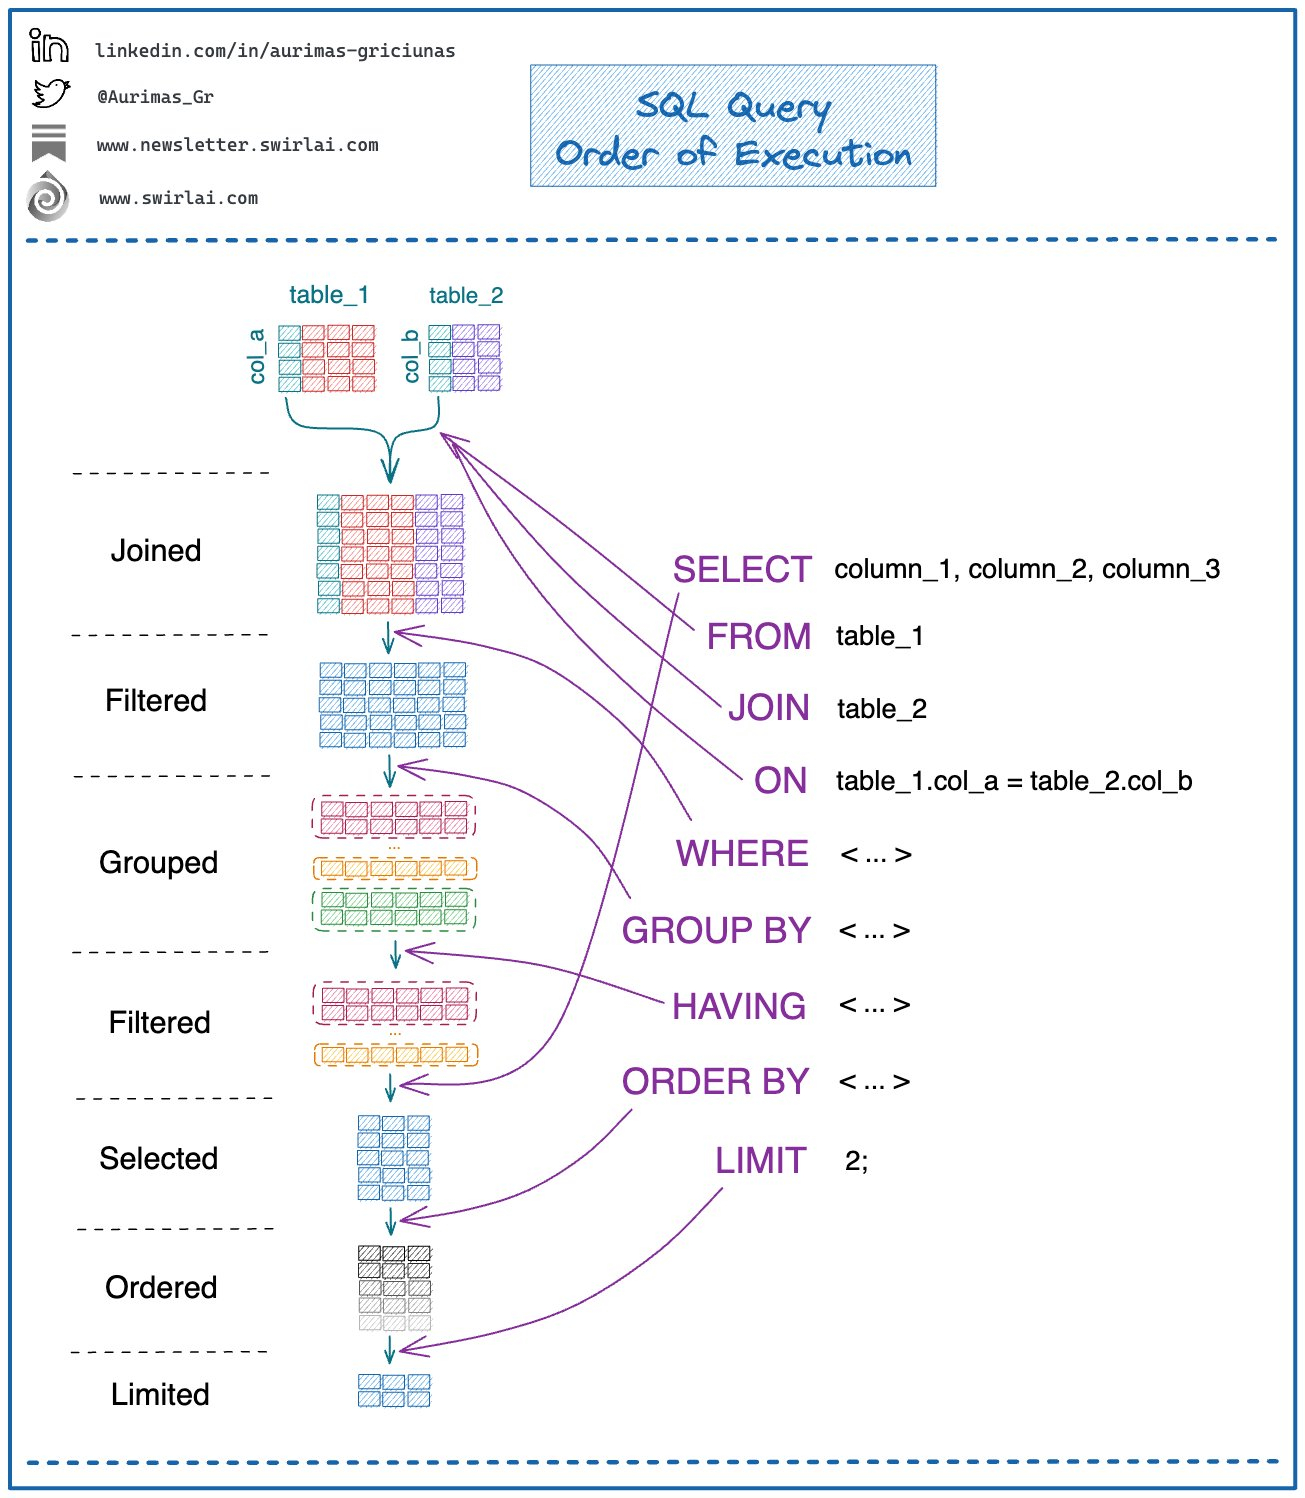 linkedin.com/in/aurimas-griciunas
@Aurimas_Gr
www.newsletter.swirlai.com
www.swirlai.com
SQL Query
Order of Execution
table_1
table_2
col_a
col_b
Joined
Filtered
Grouped
...
Filtered
...
Selected
Ordered
Limited
SELECT column_1, column_2, column_3
FROM table_1
JOIN table_2
ON table_1.col_a = table_2.col_b
WHERE < ... >
GROUP BY < ... >
HAVING < ... >
ORDER BY < ... >
LIMIT 2;